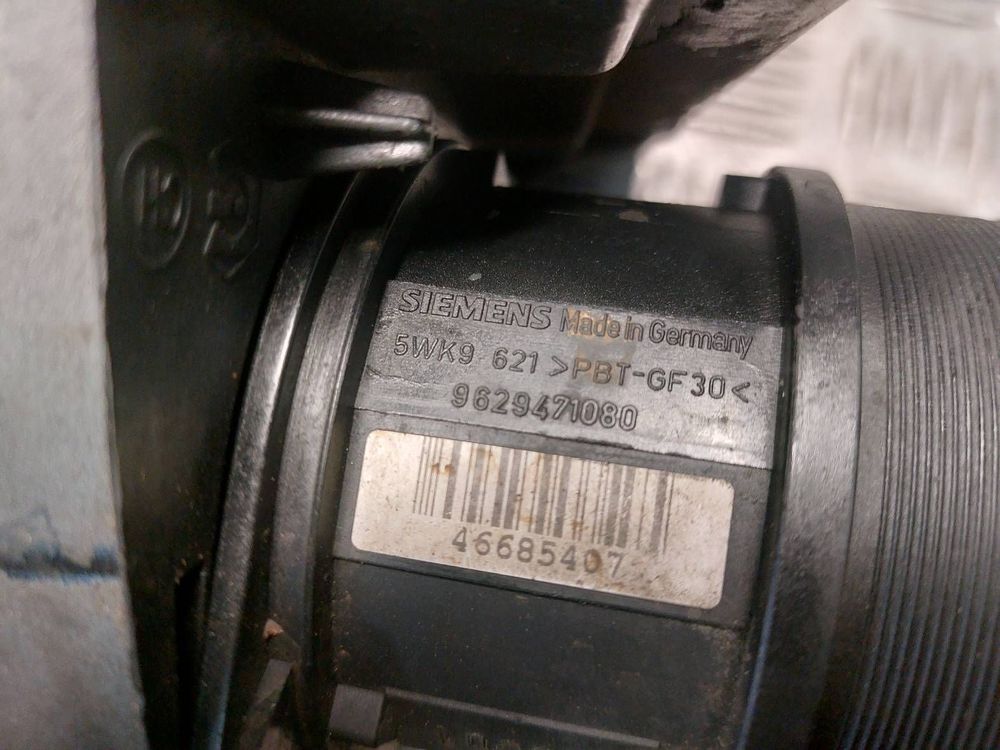 SIEMENS Made in Germany
5WK9 621 >PBT-GF30<
9629471080
46685407